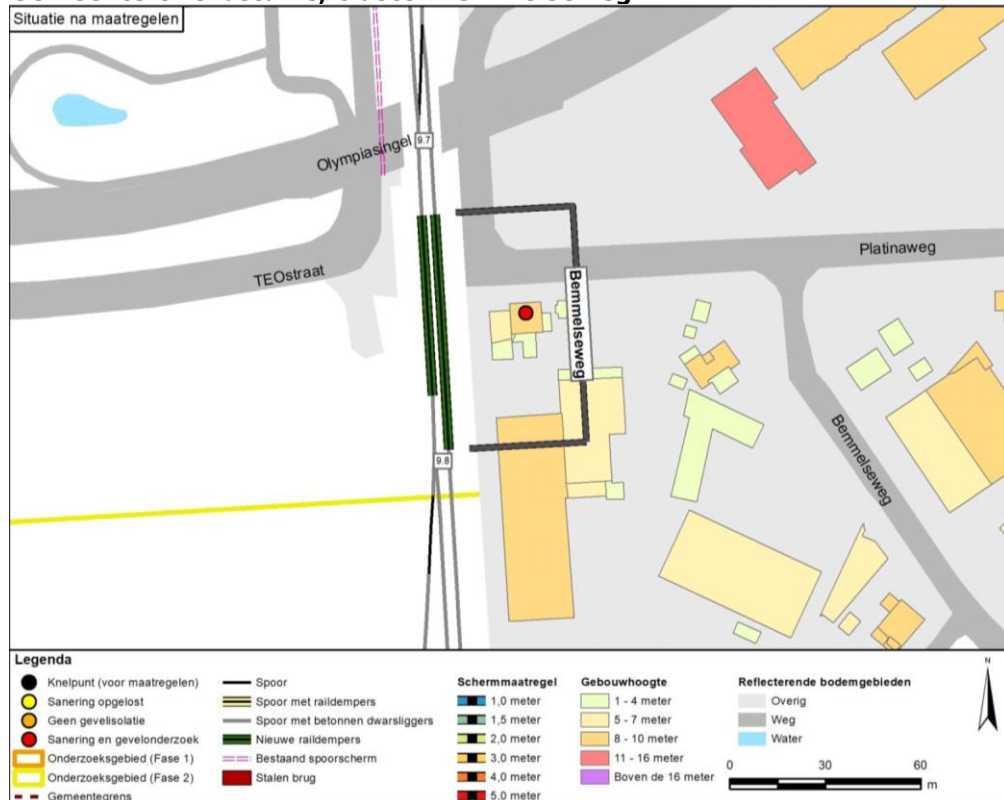 Situatie na maatregelen
9.7
Olympiasingel
TEOstraat
Platinaweg
Bemmelseweg
Bemmelseweg
9.8
Legenda
Knelpunt (voor maatregelen)
Sanering opgelost
Geen gevelisolatie
Sanering en gevelonderzoek
Onderzoeksgebied (Fase 1)
Onderzoeksgebied (Fase 2)
Gemeentegrens
Spoor
Spoor met raildempers
Spoor met betonnen dwarsliggers
Nieuwe raildempers
Bestaand spoorscherm
Stalen brug
Schermmaatregel
1,0 meter
1,5 meter
2,0 meter
3,0 meter
4,0 meter
5,0 meter
Gebouwhoogte
1 - 4 meter
5 - 7 meter
8 - 10 meter
11 - 16 meter
Boven de 16 meter
Reflecterende bodemgebieden
Overig
Weg
Water
N
0 30 60
m